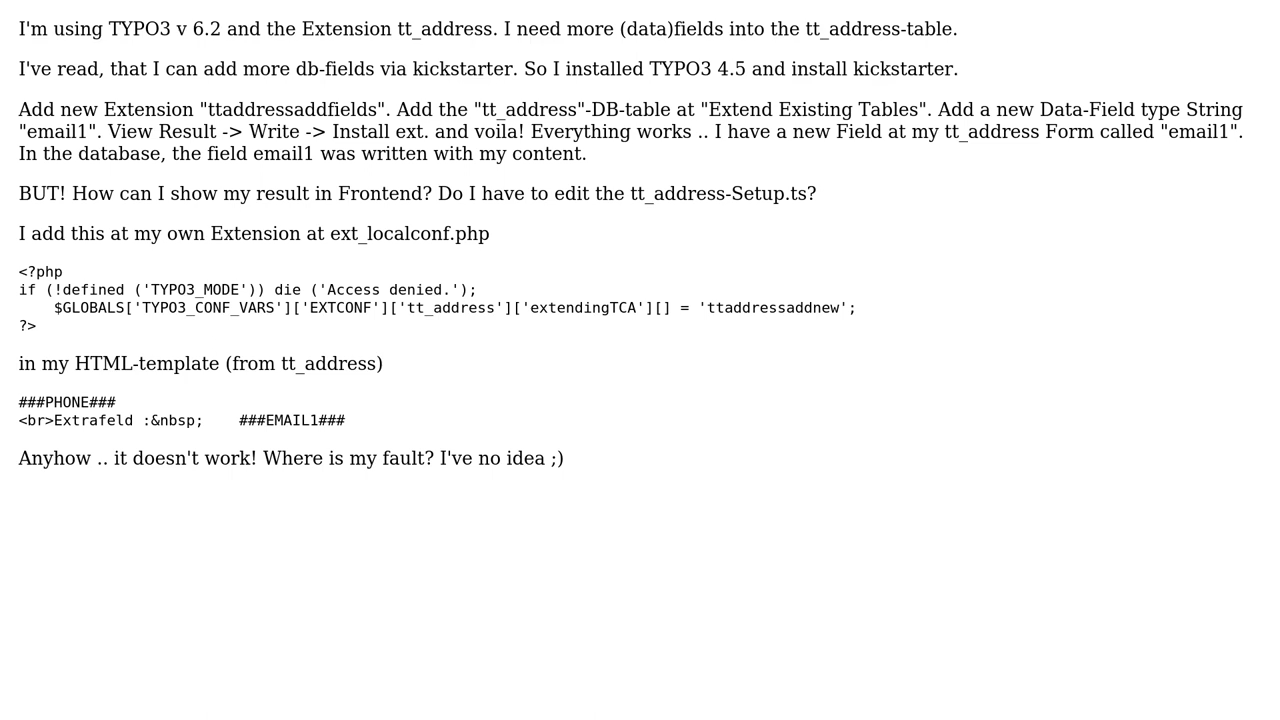 I'm using TYPO3 v 6.2 and the Extension tt_address. I need more (data)fields into the tt_address-table.
I've read, that I can add more db-fields via kickstarter. So I installed TYPO3 4.5 and install kickstarter.
Add new Extension "ttaddressaddfields". Add the "tt_address"-DB-table at "Extend Existing Tables". Add a new Data-Field type String
"email1". View Result -> Write -> Install ext. and voila! Everything works .. I have a new Field at my tt_address Form called "email1".
In the database, the field email1 was written with my content.
BUT! How can I show my result in Frontend? Do I have to edit the tt_address-Setup.ts?
I add this at my own Extension at ext_localconf.php
<?php
if (!defined ('TYPO3_MODE')) die ('Access denied.');
    $GLOBALS['TYPO3_CONF_VARS']['EXTCONF']['tt_address']['extendingTCA'][] = 'ttaddressaddnew';
?>
in my HTML-template (from tt_address)
###PHONE###
<br>Extrafeld :&nbsp;    ###EMAIL1###
Anyhow .. it doesn't work! Where is my fault? I've no idea ;)